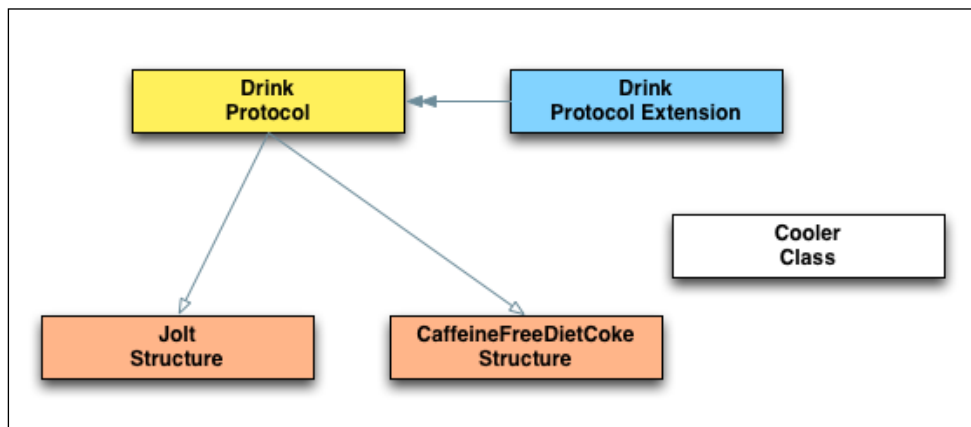 Drink
Protocol
Drink
Protocol Extension
Cooler
Class
Jolt
Structure
CaffeineFreeDietCoke
Structure